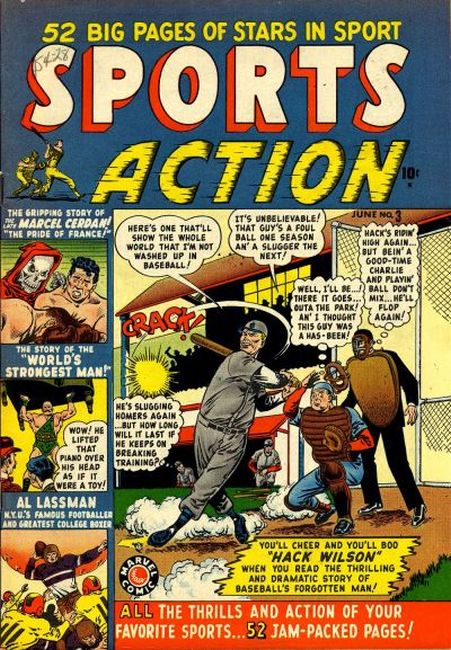 52 BIG PAGES OF STARS IN SPORT
54-28
SPORTS
ACTION
10¢
JUNE NO. 3
THE GRIPPING STORY OF
THE LATE MARCEL CERDAN!
"THE PRIDE OF FRANCE!"
HERE'S ONE THAT'LL
SHOW THE WHOLE
WORLD THAT I'M NOT
WASHED UP IN
BASEBALL!
IT'S UNBELIEVABLE!
THAT GUY'S A FOUL
BALL ONE SEASON
AN' A SLUGGER THE
NEXT!
WELL, I'LL BE...!
THERE IT GOES...
OUTA THE PARK!
AN' I THOUGHT
THIS GUY WAS
A HAS-BEEN!
HACK'S RIDIN'
HIGH AGAIN...
BUT BEIN' A
GOOD-TIME
CHARLIE
AND PLAYIN'
BALL DON'T
MIX...HE'LL
FLOP
AGAIN!
CRACK!
THE STORY OF THE
"WORLD'S
STRONGEST MAN!"
WOW! HE
LIFTED
THAT
PIANO OVER
HIS HEAD
AS IF IT
WERE A TOY!
HE'S SLUGGING
HOMERS AGAIN
...BUT HOW LONG
WILL IT LAST IF
HE KEEPS ON
BREAKING
TRAINING?
AL LASSMAN
N.Y.U.'S FAMOUS FOOTBALLER
AND GREATEST COLLEGE BOXER
MARVEL
COMIC
YOU'LL CHEER AND YOU'LL BOO
"HACK WILSON"
WHEN YOU READ THE THRILLING
AND DRAMATIC STORY OF
BASEBALL'S FORGOTTEN MAN!
ALL THE THRILLS AND ACTION OF YOUR
FAVORITE SPORTS...52 JAM-PACKED PAGES!